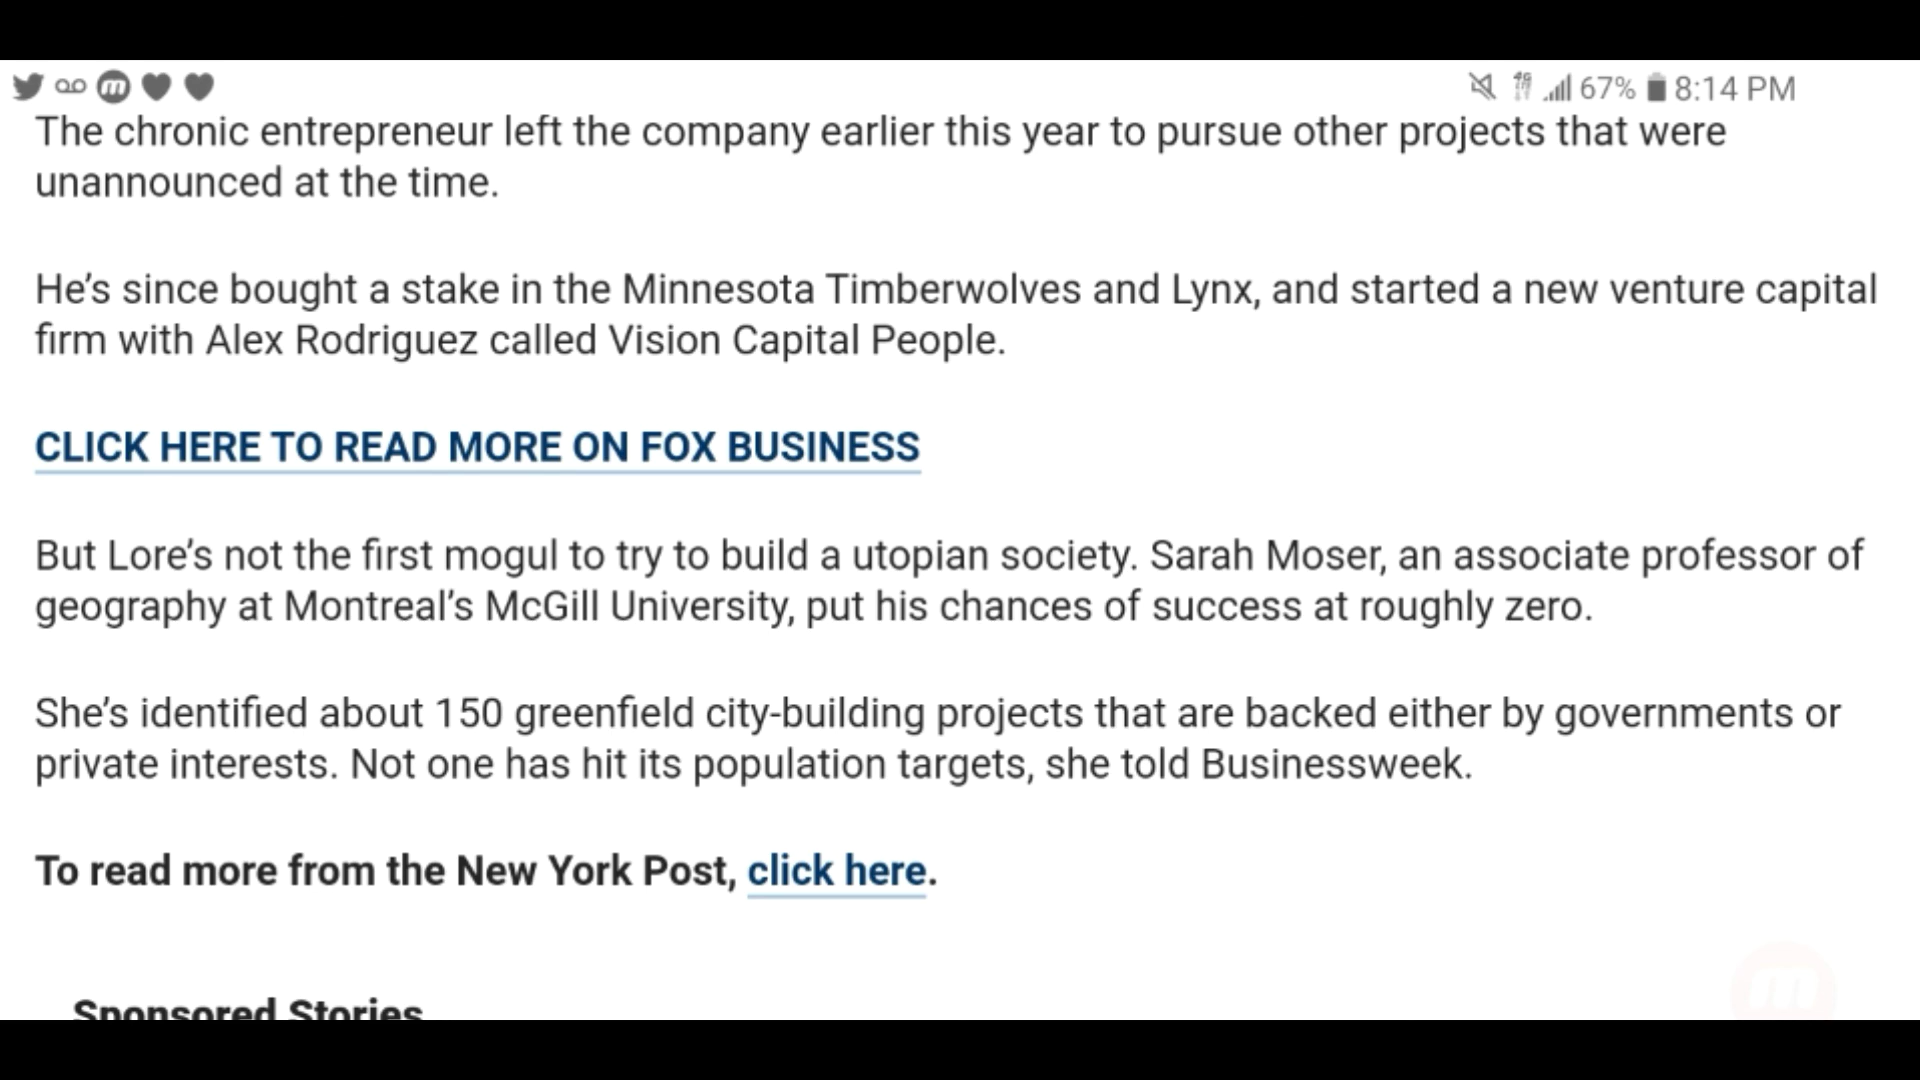 67% 8:14 PM
The chronic entrepreneur left the company earlier this year to pursue other projects that were
unannounced at the time.
He’s since bought a stake in the Minnesota Timberwolves and Lynx, and started a new venture capital
firm with Alex Rodriguez called Vision Capital People.
CLICK HERE TO READ MORE ON FOX BUSINESS
But Lore’s not the first mogul to try to build a utopian society. Sarah Moser, an associate professor of
geography at Montreal’s McGill University, put his chances of success at roughly zero.
She’s identified about 150 greenfield city-building projects that are backed either by governments or
private interests. Not one has hit its population targets, she told Businessweek.
To read more from the New York Post, click here.
Sponsored Stories